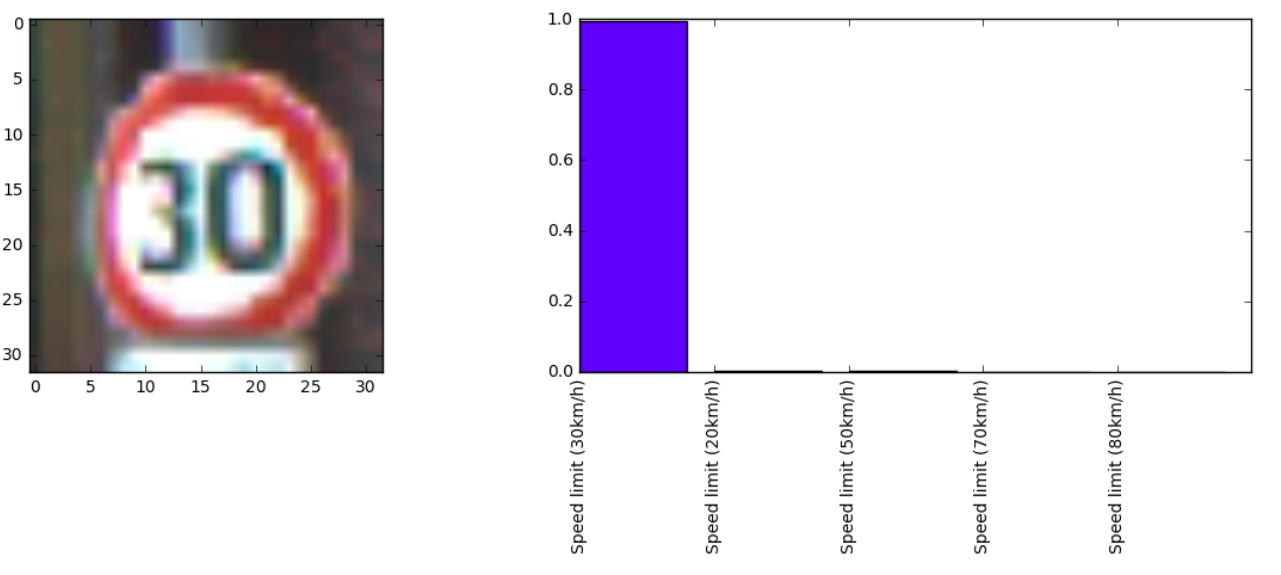 0
5
10
15
20
25
30
0 5 10 15 20 25 30
30
1.0
0.8
0.6
0.4
0.2
0.0
Speed limit (30km/h)
Speed limit (20km/h)
Speed limit (50km/h)
Speed limit (70km/h)
Speed limit (80km/h)